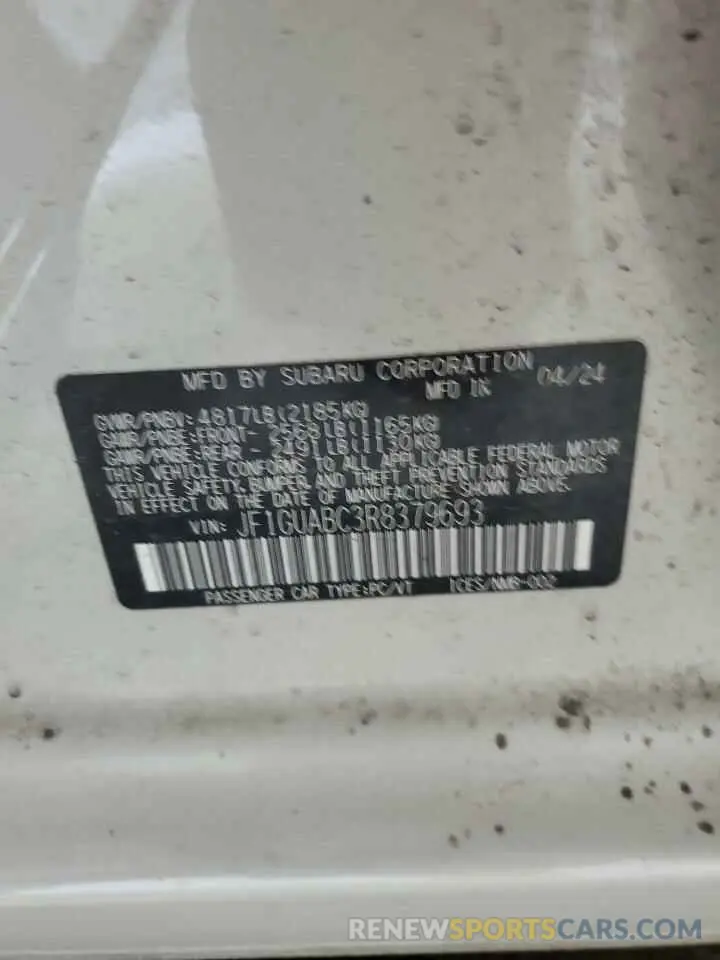 MFD BY SUBARU CORPORATION
MFD IN 04/24
GVWR/PNBV: 4817LB(2185KG)
GAWR/PNBE:FRONT- 2568LB(1165KG)
GAWR/PNBE:REAR - 2491LB(1130KG)
THIS VEHICLE CONFORMS TO ALL APPLICABLE FEDERAL MOTOR
VEHICLE SAFETY, BUMPER, AND THEFT PREVENTION STANDARDS
IN EFFECT ON THE DATE OF MANUFACTURE SHOWN ABOVE.
VIN: JF1GUABC3R8379693
PASSENGER CAR TYPE:PC/VT ICES/NMB-002
RENEWSPORTSCARS.COM